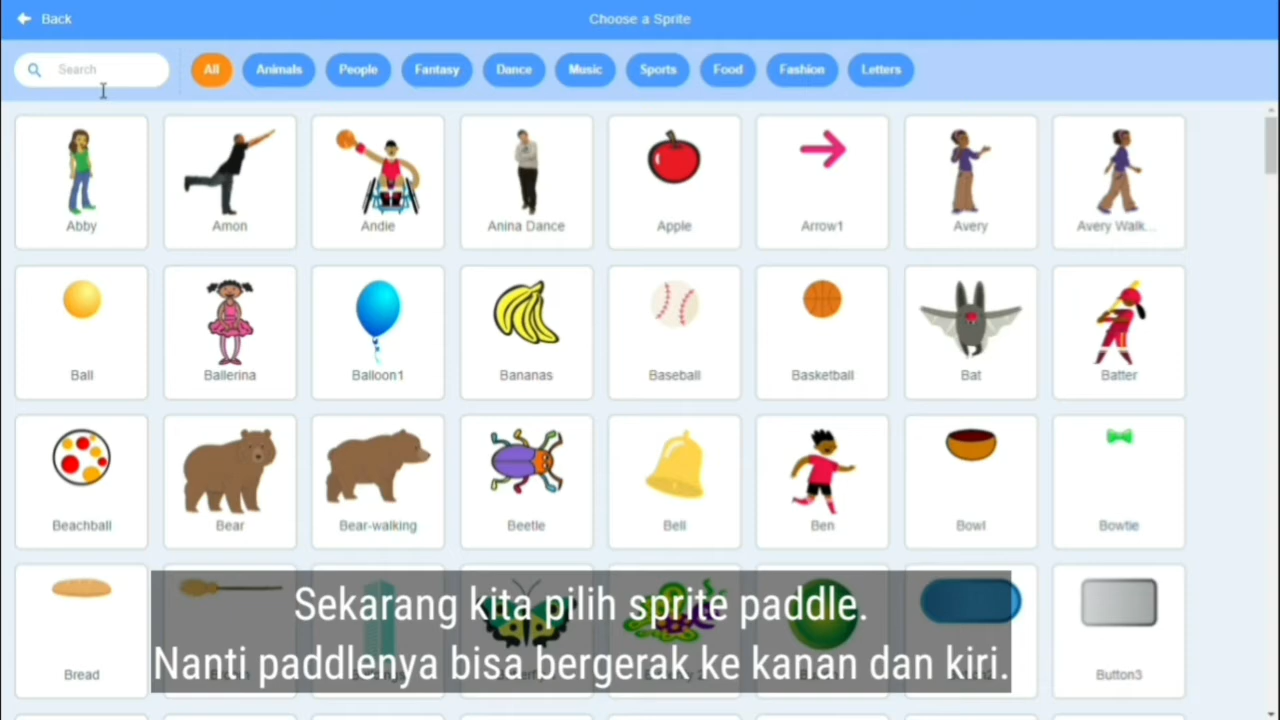 Back
Choose a Sprite
Search
All
Animals
People
Fantasy
Dance
Music
Sports
Food
Fashion
Letters
Abby
Amon
Andie
Anina Dance
Apple
Arrow1
Avery
Avery Walk...
Ball
Ballerina
Balloon1
Bananas
Baseball
Basketball
Bat
Batter
Beachball
Bear
Bear-walking
Beetle
Bell
Ben
Bowl
Bowtie
Bread
Button3
Sekarang kita pilih sprite paddle.
Nanti paddlenya bisa bergerak ke kanan dan kiri.